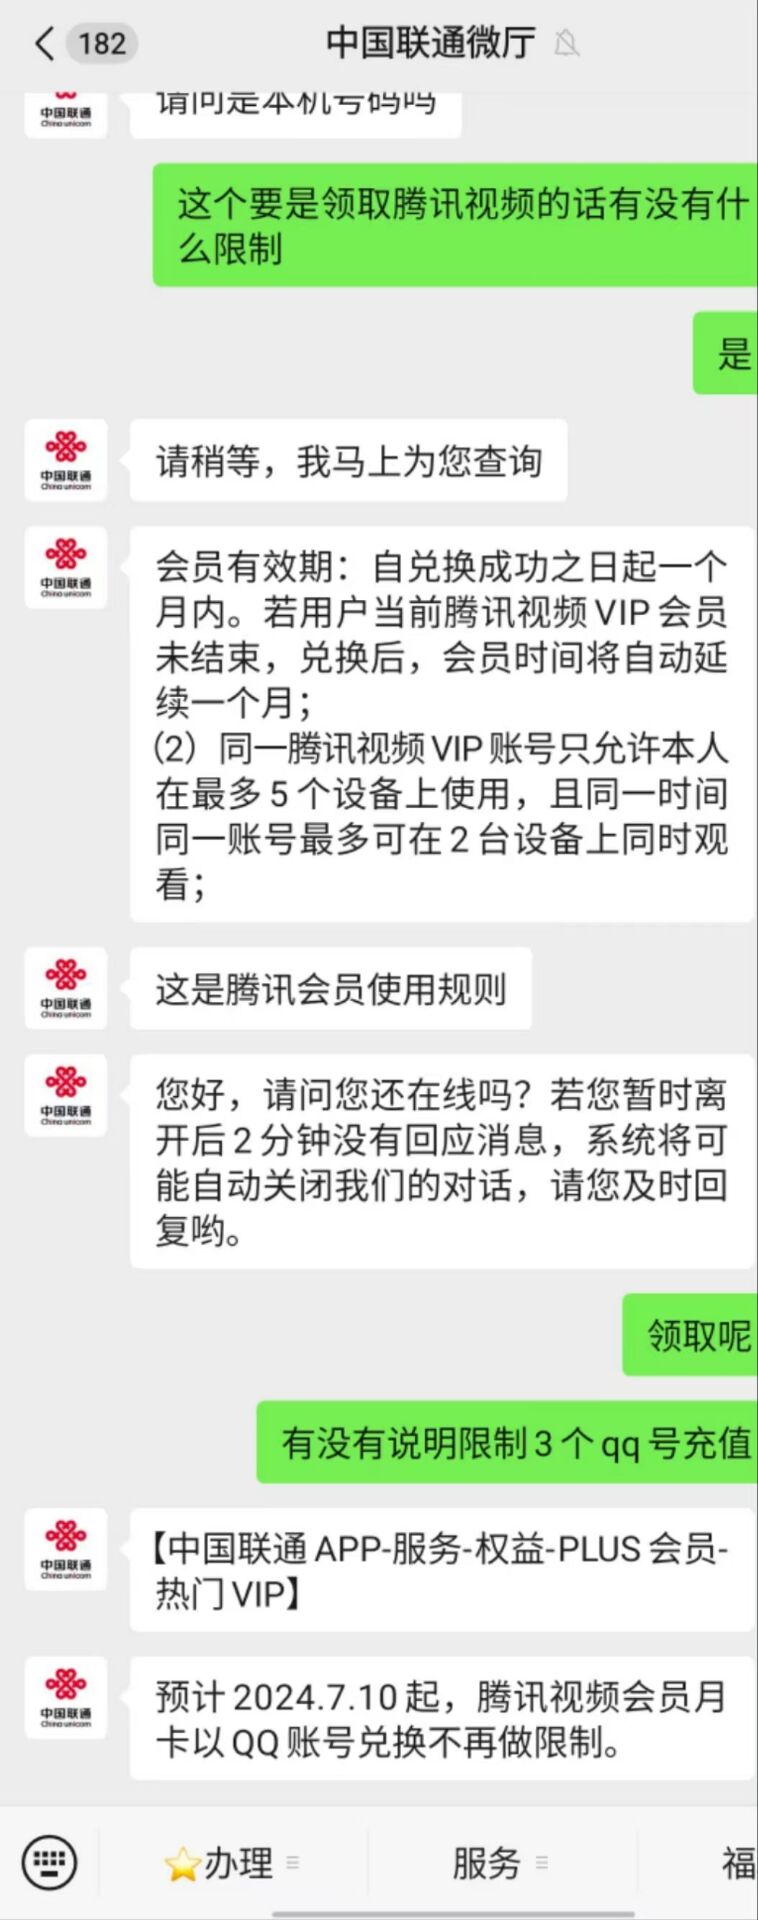 182
中国联通微厅
中国联通
China unicom
请问是本机号码吗
这个要是领取腾讯视频的话有没有什
么限制
是
中国联通
China unicom
请稍等，我马上为您查询
中国联通
China unicom
会员有效期：自兑换成功之日起一个
月内。若用户当前腾讯视频 VIP 会员
未结束，兑换后，会员时间将自动延
续一个月；
（2）同一腾讯视频 VIP 账号只允许本人
在最多 5 个设备上使用，且同一时间
同一账号最多可在 2 台设备上同时观
看；
中国联通
China unicom
这是腾讯会员使用规则
中国联通
China unicom
您好，请问您还在线吗？若您暂时离
开后 2 分钟没有回应消息，系统将可
能自动关闭我们的对话，请您及时回
复哟。
领取呢
有没有说明限制 3 个 qq 号充值
中国联通
China unicom
【中国联通 APP-服务-权益-PLUS 会员-
热门 VIP】
中国联通
China unicom
预计 2024.7.10 起，腾讯视频会员月
卡以 QQ 账号兑换不再做限制。
办理
服务
福